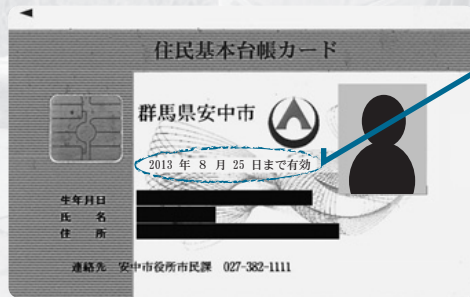 住民基本台帳カード
群馬県安中市
2013 年 8 月 25 日まで有効
生年月日
氏 名
住 所
連絡先 安中市役所市民課 027-382-1111